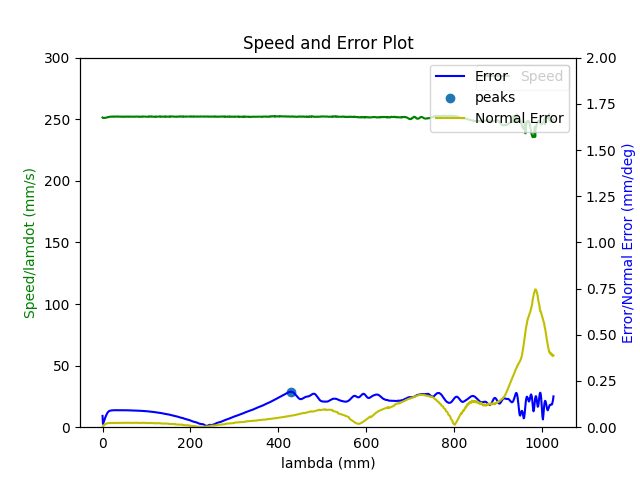 Speed and Error Plot
300
250
200
150
100
50
0
2.00
1.75
1.50
1.25
1.00
0.75
0.50
0.25
0.00
0 200 400 600 800 1000
lambda (mm)
Speed/lamdot (mm/s)
Error/Normal Error (mm/deg)
Error
Speed
peaks
Normal Error